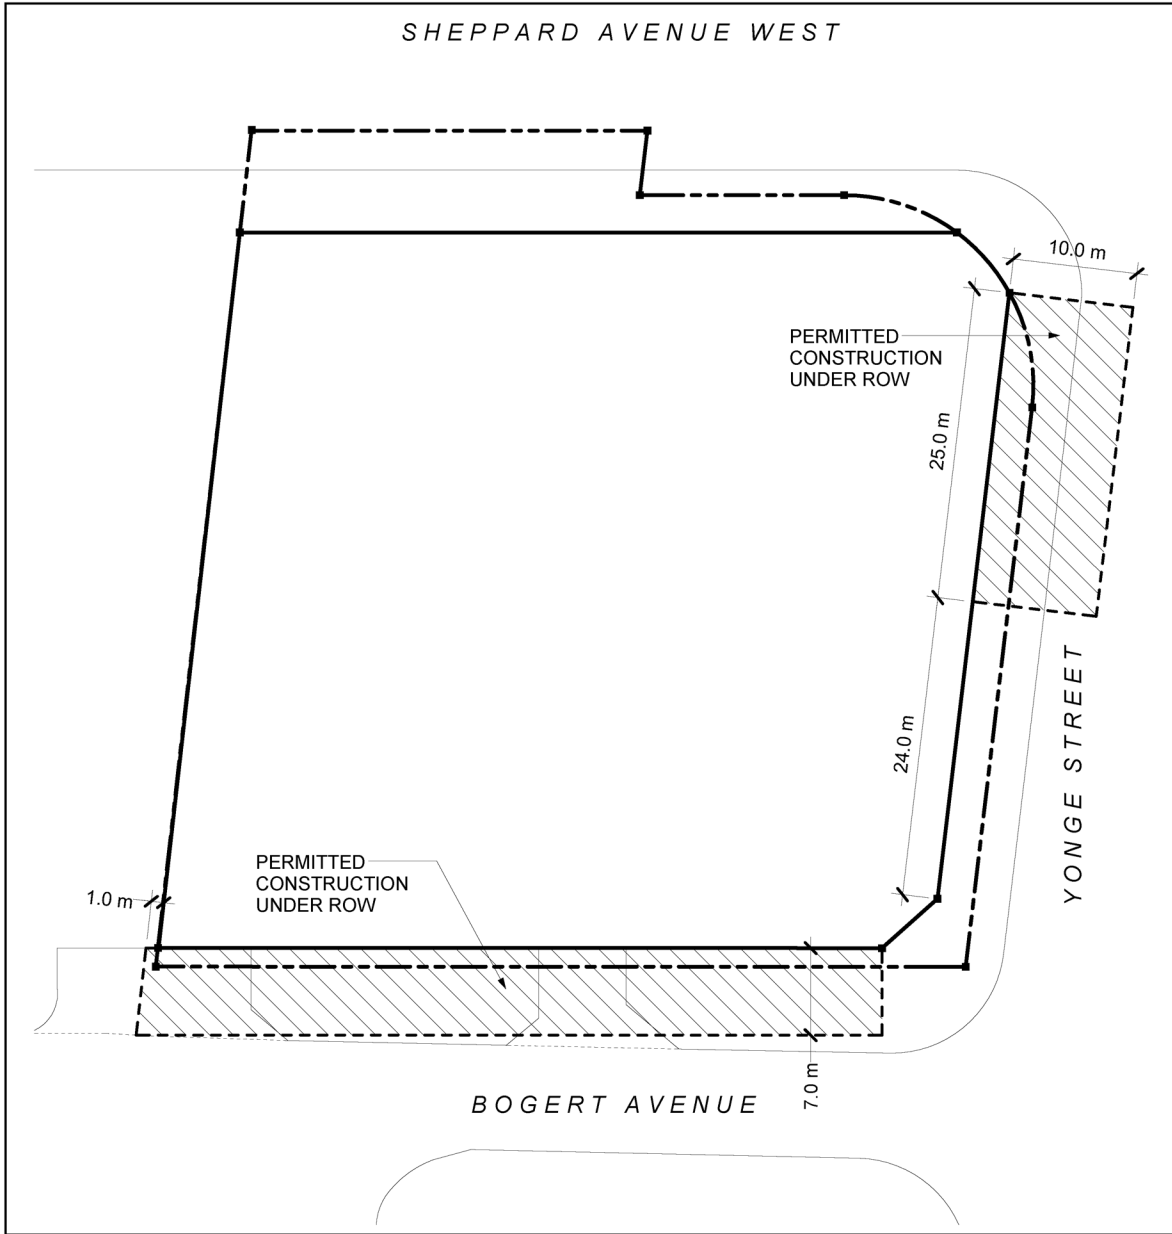 SHEPPARD AVENUE WEST
10.0 m
PERMITTED
CONSTRUCTION
UNDER ROW
25.0 m
24.0 m
YONGE STREET
PERMITTED
CONSTRUCTION
UNDER ROW
1.0 m
7.0 m
BOGERT AVENUE